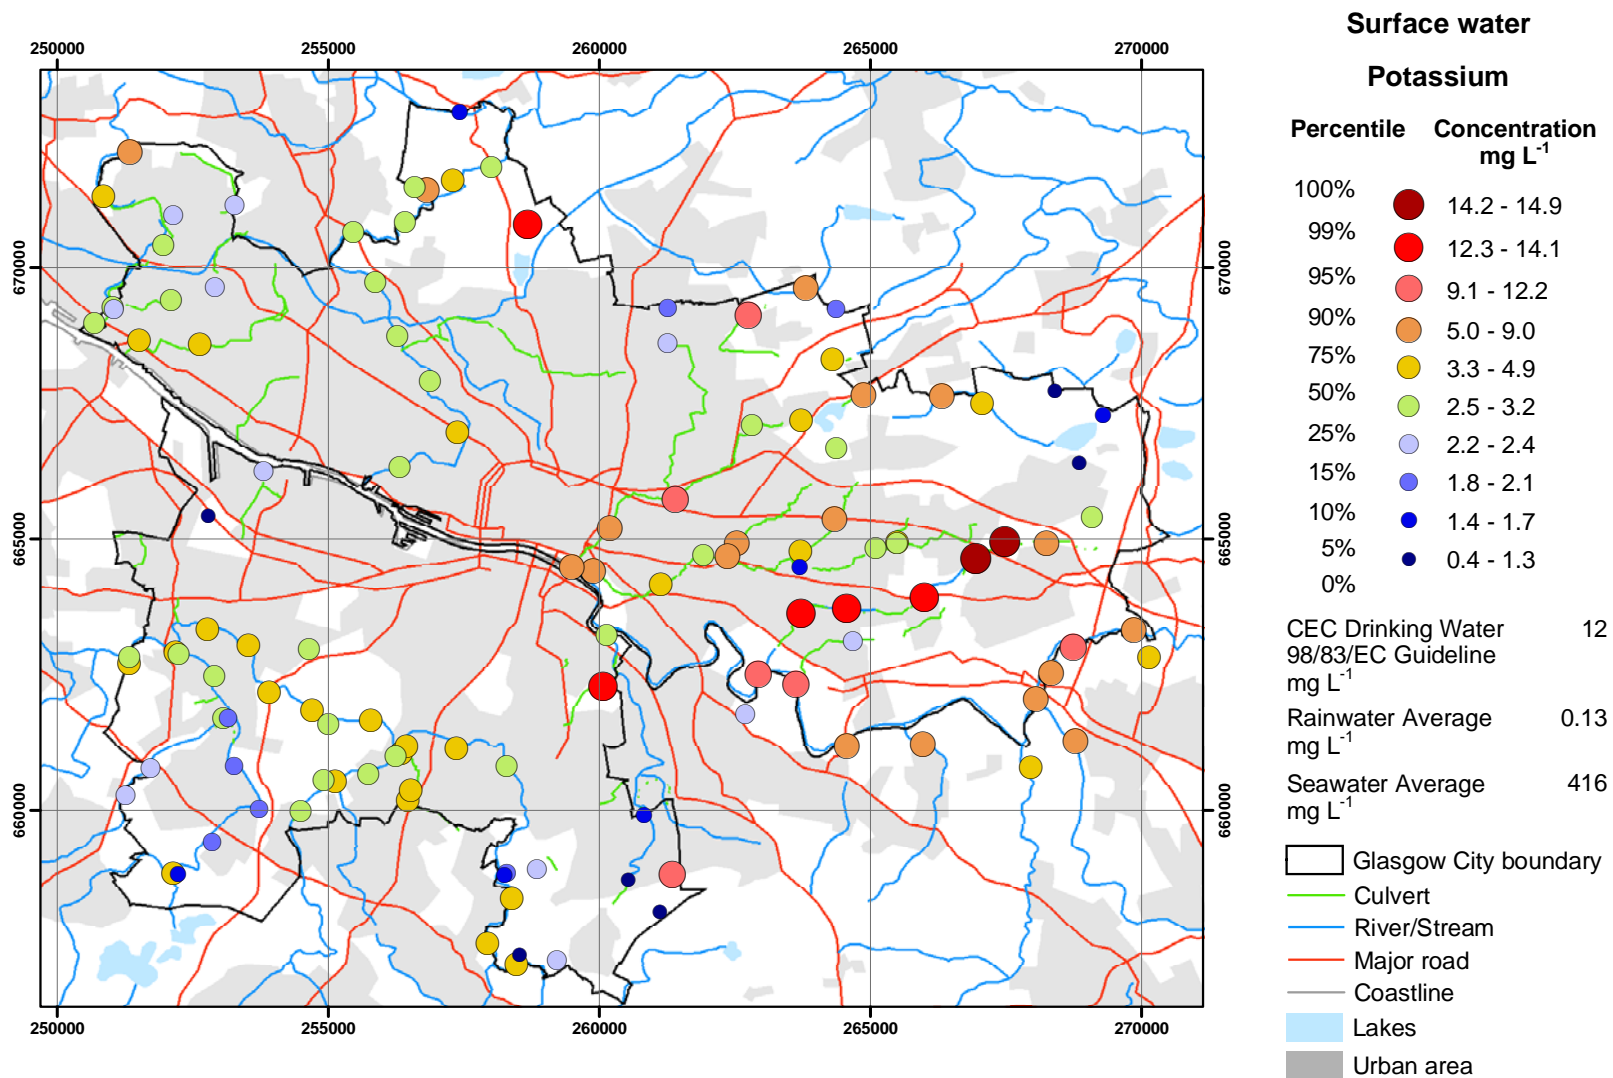 Surface water
Potassium
Percentile Concentration
mg L-1
100%
14.2 - 14.9
99%
12.3 - 14.1
95%
9.1 - 12.2
90%
5.0 - 9.0
75%
3.3 - 4.9
50%
2.5 - 3.2
25%
2.2 - 2.4
15%
1.8 - 2.1
10%
1.4 - 1.7
5%
0.4 - 1.3
0%
CEC Drinking Water 12
98/83/EC Guideline
mg L-1
Rainwater Average 0.13
mg L-1
Seawater Average 416
mg L-1
Glasgow City boundary
Culvert
River/Stream
Major road
Coastline
Lakes
Urban area
250000 255000 260000 265000 270000
670000 670000
665000 665000
660000 660000
250000 255000 260000 265000 270000